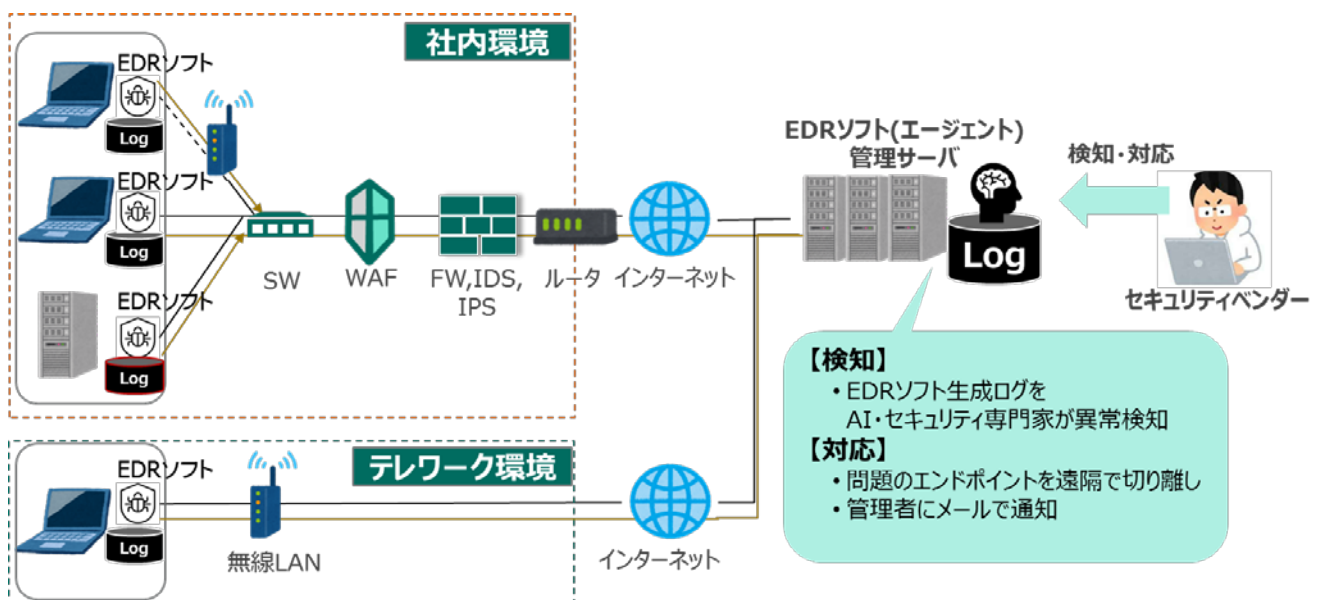 社内環境
EDRソフト
Log
EDRソフト
Log
EDRソフト
Log
SW
WAF
FW,IDS,
IPS
ルータ
インターネット
EDRソフト(エージェント)
管理サーバ
Log
検知・対応
セキュリティベンダー
【検知】
・EDRソフト生成ログを
AI・セキュリティ専門家が異常検知
【対応】
・問題のエンドポイントを遠隔で切り離し
・管理者にメールで通知
テレワーク環境
EDRソフト
Log
無線LAN
インターネット